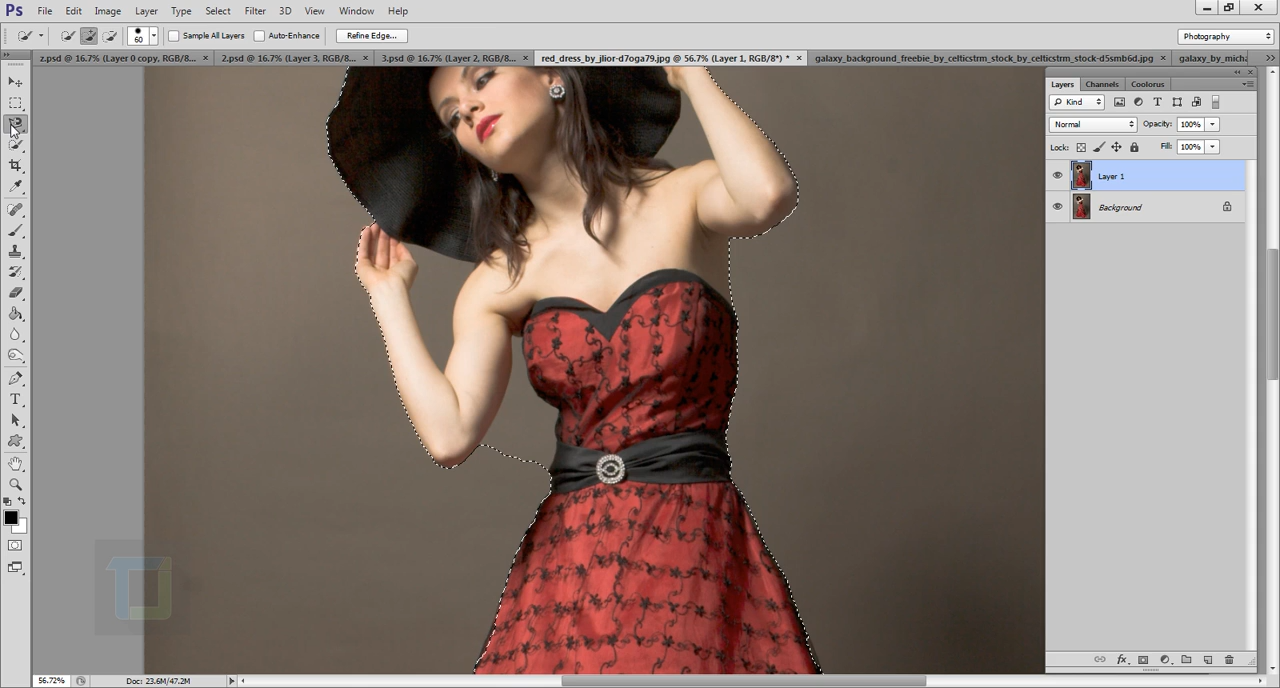 Ps File Edit Image Layer Type Select Filter 3D View Window Help
60 Sample All Layers Auto-Enhance Refine Edge... Photography
z.psd @ 16.7% (Layer 0 copy, RGB/8... × 2.psd @ 16.7% (Layer 3, RGB/8... × 3.psd @ 16.7% (Layer 2, RGB/8... × red_dress_by_jlior-d7oga79.jpg @ 56.7% (Layer 1, RGB/8*) * × galaxy_background_freebie_by_celticstrm_stock_by_celticstrm_stock-d5smb6d.jpg × galaxy_by_micha
Layers Channels Coolorus
Kind
Normal Opacity: 100%
Lock: Fill: 100%
Layer 1
Background
56.72% Doc: 23.6M/47.2M